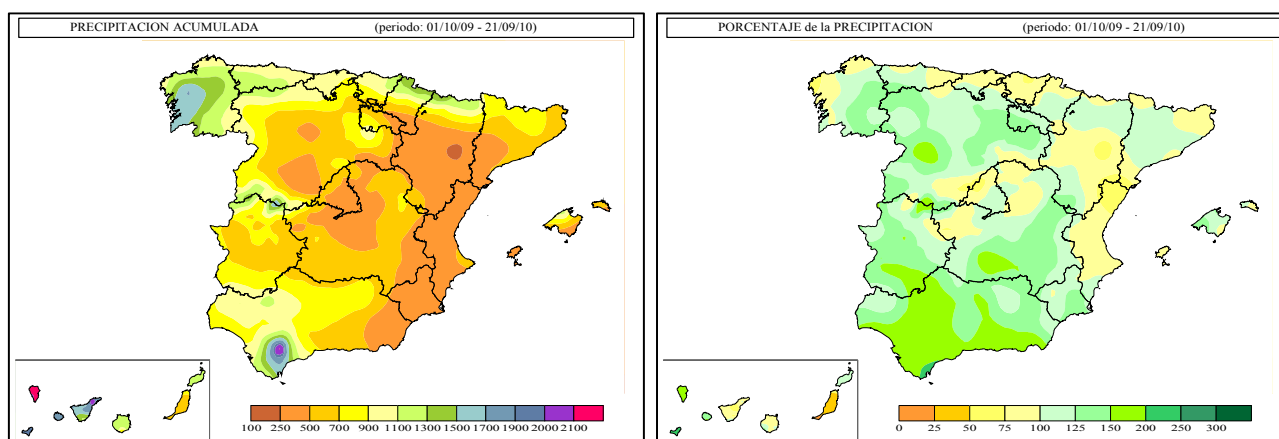 PRECIPITACION ACUMULADA (periodo: 01/10/09 - 21/09/10)
100 250 500 700 900 1100 1300 1500 1700 1900 2000 2100
PORCENTAJE de la PRECIPITACION (periodo: 01/10/09 - 21/09/10)
0 25 50 75 100 125 150 200 250 300